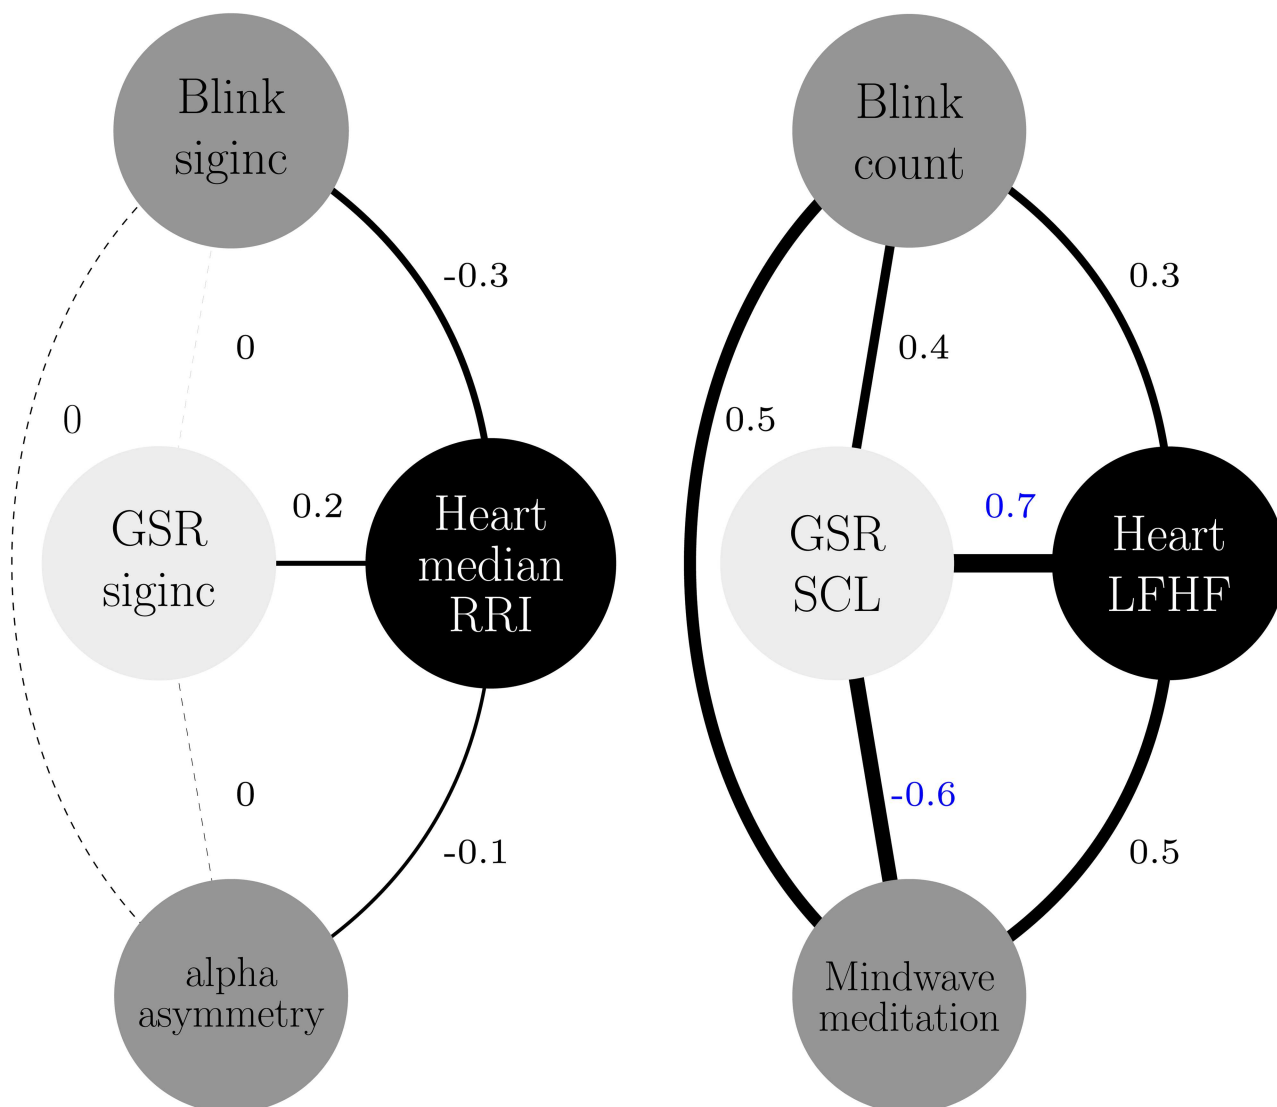 Blink
siginc
-0.3
0
0
GSR
siginc
0.2
Heart
median
RRI
0
-0.1
alpha
asymmetry
Blink
count
0.3
0.4
0.5
GSR
SCL
0.7
Heart
LFHF
-0.6
0.5
Mindwave
meditation